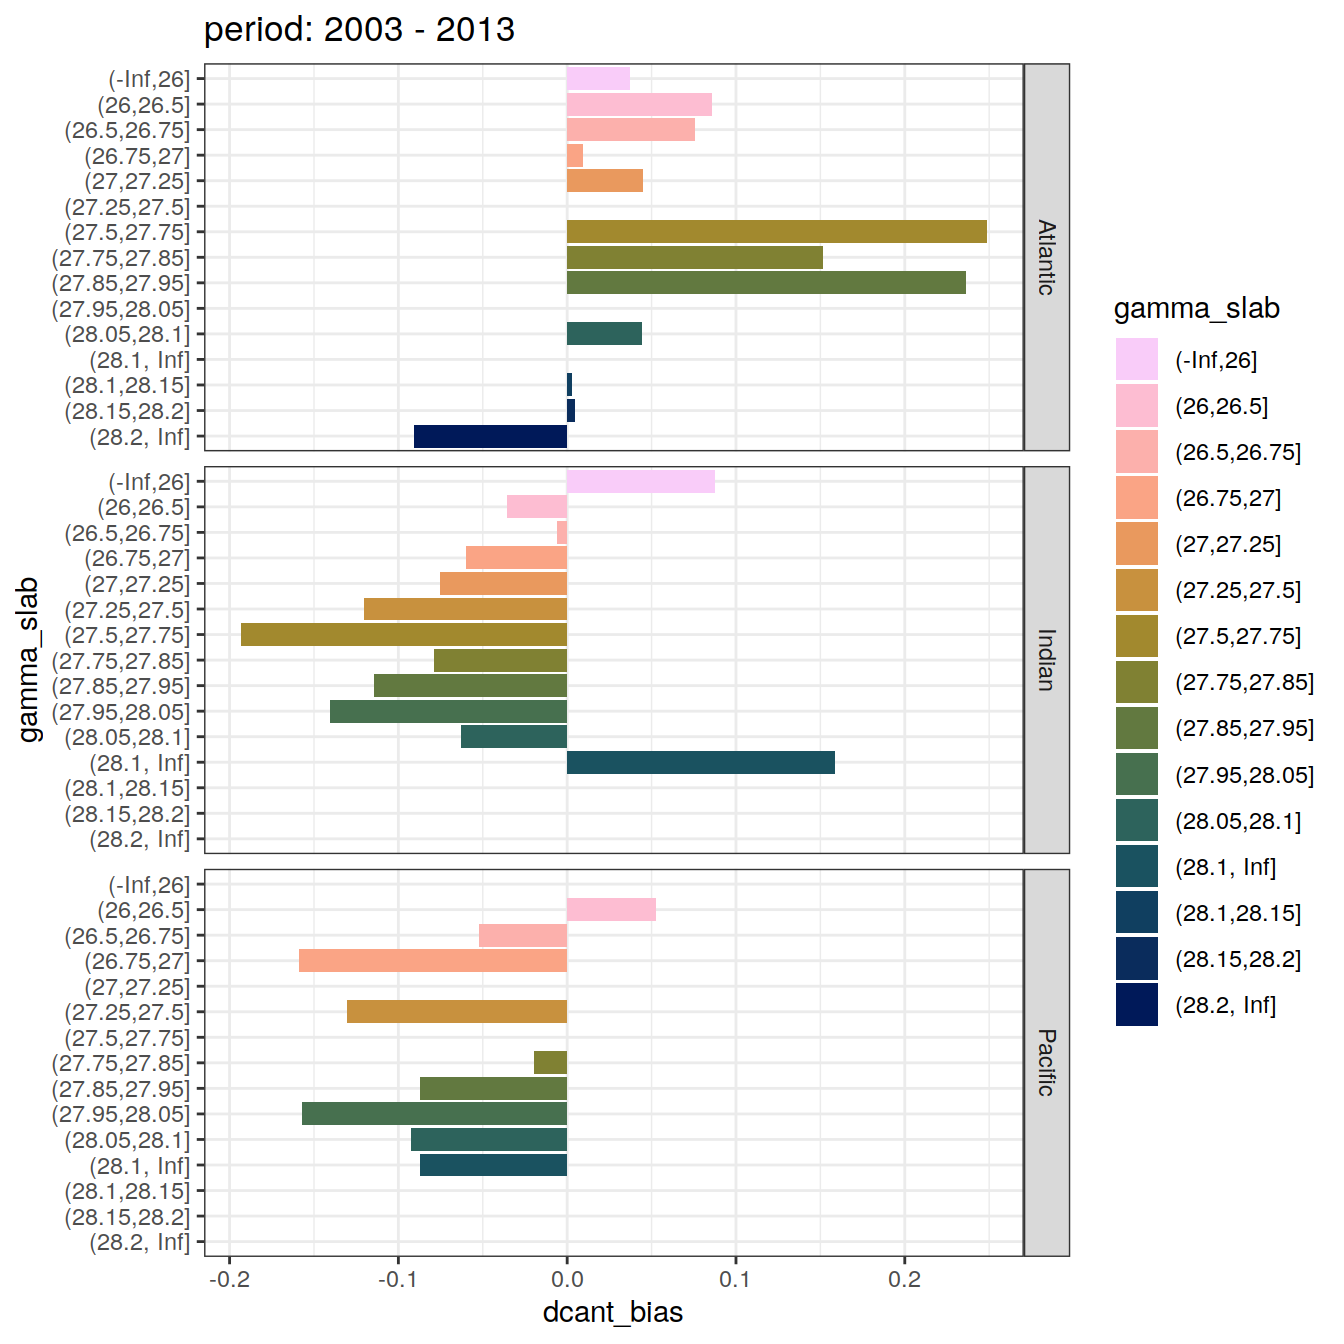 period: 2003 - 2013
(-Inf,26]
(26,26.5]
(26.5,26.75]
(26.75,27]
(27,27.25]
(27.25,27.5]
(27.5,27.75]
(27.75,27.85]
(27.85,27.95]
(27.95,28.05]
(28.05,28.1]
(28.1, Inf]
(28.1,28.15]
(28.15,28.2]
(28.2, Inf]
Atlantic
(-Inf,26]
(26,26.5]
(26.5,26.75]
(26.75,27]
(27,27.25]
(27.25,27.5]
(27.5,27.75]
(27.75,27.85]
(27.85,27.95]
(27.95,28.05]
(28.05,28.1]
(28.1, Inf]
(28.1,28.15]
(28.15,28.2]
(28.2, Inf]
Indian
(-Inf,26]
(26,26.5]
(26.5,26.75]
(26.75,27]
(27,27.25]
(27.25,27.5]
(27.5,27.75]
(27.75,27.85]
(27.85,27.95]
(27.95,28.05]
(28.05,28.1]
(28.1, Inf]
(28.1,28.15]
(28.15,28.2]
(28.2, Inf]
Pacific
gamma_slab
-0.2 -0.1 0.0 0.1 0.2
dcant_bias
gamma_slab
(-Inf,26]
(26,26.5]
(26.5,26.75]
(26.75,27]
(27,27.25]
(27.25,27.5]
(27.5,27.75]
(27.75,27.85]
(27.85,27.95]
(27.95,28.05]
(28.05,28.1]
(28.1, Inf]
(28.1,28.15]
(28.15,28.2]
(28.2, Inf]